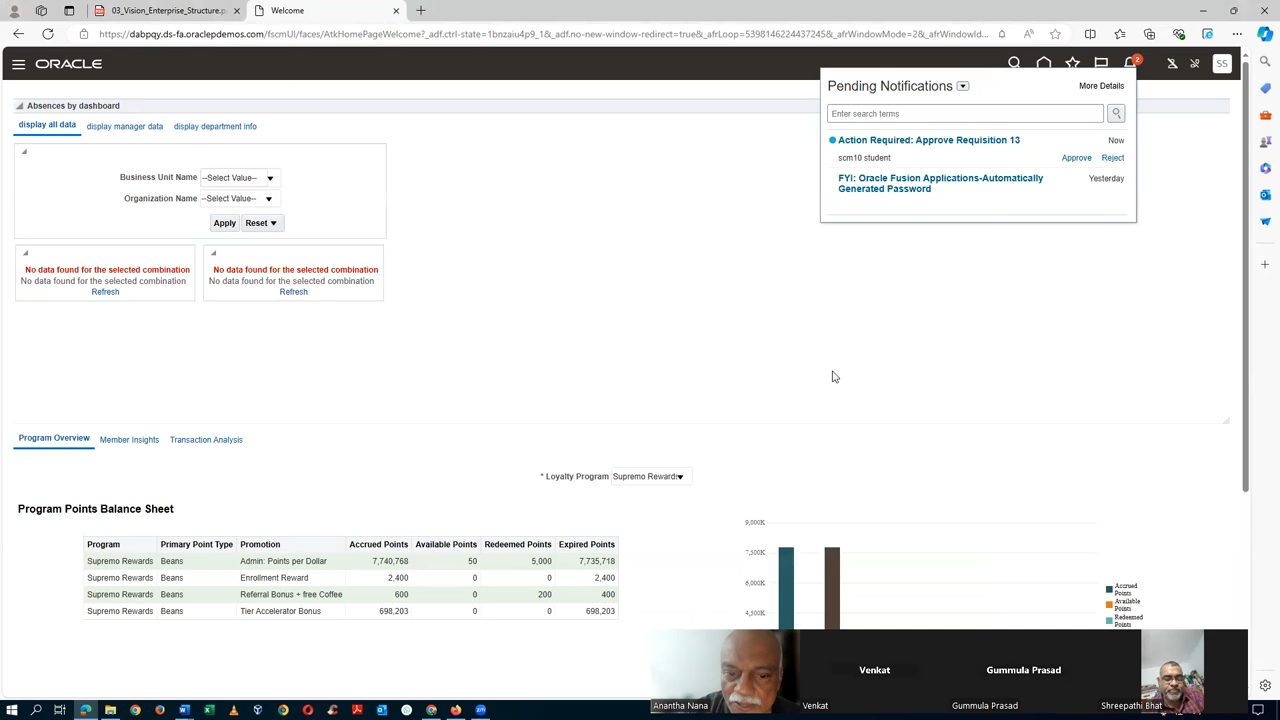 03_Vision_Enterprise_Structure.p
Welcome
https://dabpqy.ds-fa.oraclepdemos.com/fscmUI/faces/AtkHomePageWelcome?_adf.ctrl-state=1bnzaiu4p9_1&_adf.no-new-window-redirect=true&_afrLoop=5398146224437245&_afrWindowMode=2&_afrWindowId...
ORACLE
2
SS
Pending Notifications
More Details
Enter search terms
Action Required: Approve Requisition 13
Now
scm10 student
Approve
Reject
FYI: Oracle Fusion Applications-Automatically
Generated Password
Yesterday
Absences by dashboard
display all data
display manager data
display department info
Business Unit Name
--Select Value--
Organization Name
--Select Value--
Apply
Reset
No data found for the selected combination
No data found for the selected combination
Refresh
No data found for the selected combination
No data found for the selected combination
Refresh
Program Overview
Member Insights
Transaction Analysis
* Loyalty Program
Supremo Rewards
Program Points Balance Sheet
Program Primary Point Type Promotion Accrued Points Available Points Redeemed Points Expired Points
Supremo Rewards Beans Admin: Points per Dollar 7,740,768 50 5,000 7,735,718
Supremo Rewards Beans Enrollment Reward 2,400 0 0 2,400
Supremo Rewards Beans Referral Bonus + free Coffee 600 0 200 400
Supremo Rewards Beans Tier Accelerator Bonus 698,203 0 0 698,203
9,000K
7,500K
6,000K
4,500K
Accrued
Points
Available
Points
Redeemed
Points
Venkat
Gummula Prasad
Anantha Nana
Venkat
Gummula Prasad
Shreepathi Bhat